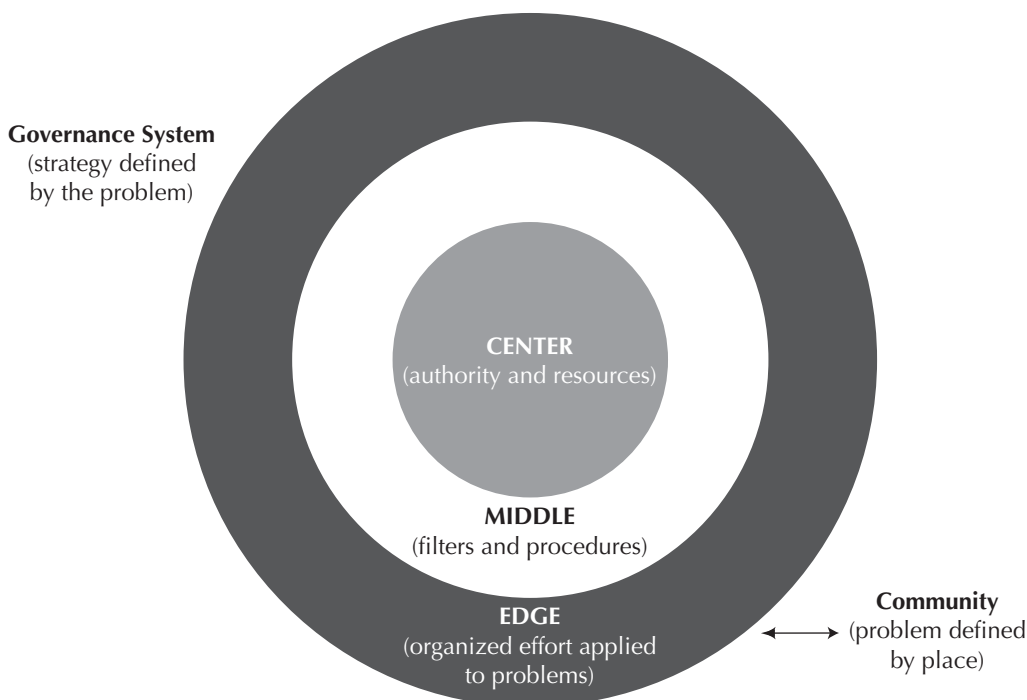 Governance System
(strategy defined
by the problem)
CENTER
(authority and resources)
MIDDLE
(filters and procedures)
EDGE
(organized effort applied
to problems)
Community
(problem defined
by place)